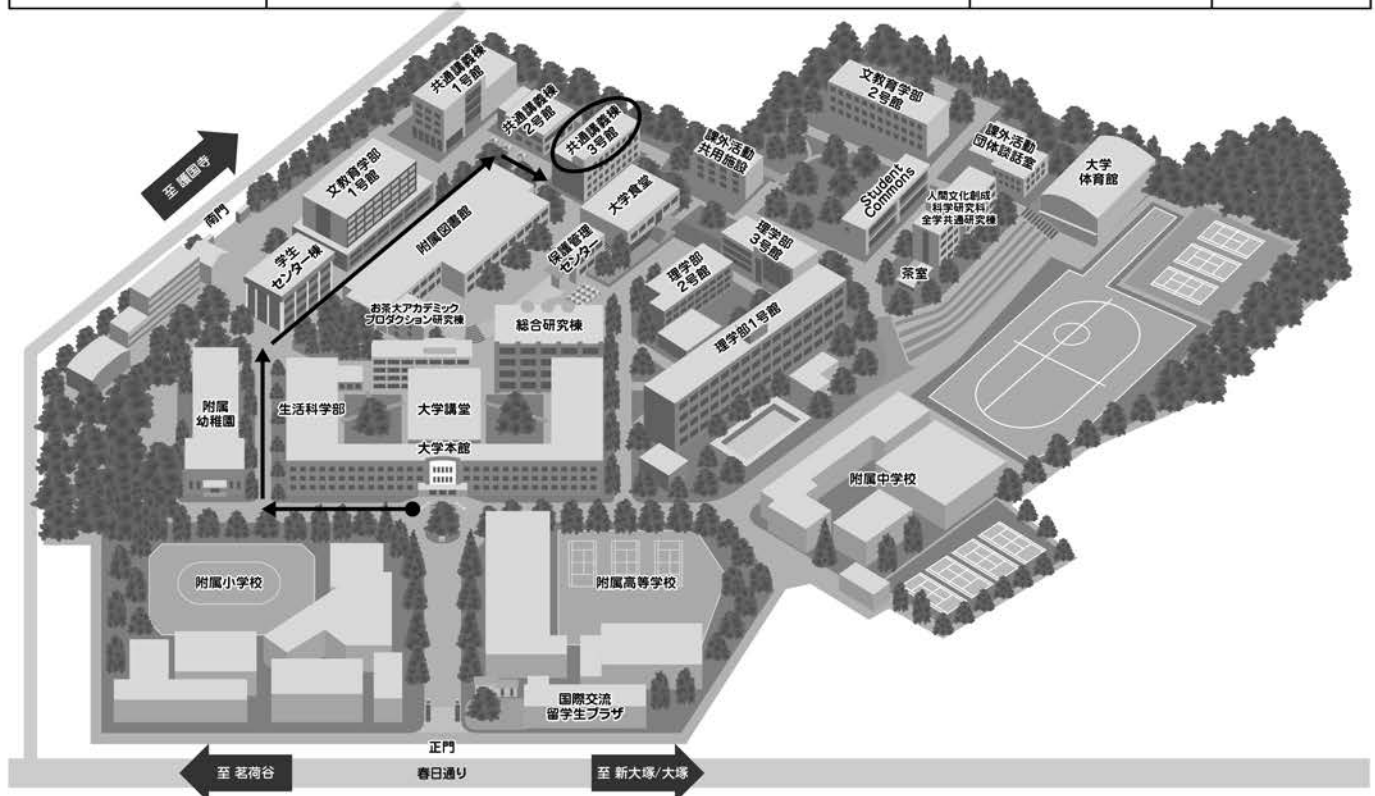 共通講義棟
1号館
共通講義棟
2号館
共通講義棟
3号館
文教育学部
2号館
至 護国寺
南門
文教育学部
1号館
課外活動
共用施設
課外活動
団体談話室
大学
体育館
学生
センター棟
附属図書館
大学食堂
Student
Commons
人間文化創成
科学研究科
全学共通研究棟
保護管理
センター
理学部
3号館
理学部
2号館
茶室
お茶大アカデミック
プロダクション研究棟
総合研究棟
理学部1号館
附属
幼稚園
生活科学部
大学講堂
大学本館
附属中学校
附属小学校
附属高等学校
国際交流
留学生プラザ
正門
至 茗荷谷
春日通り
至 新大塚/大塚